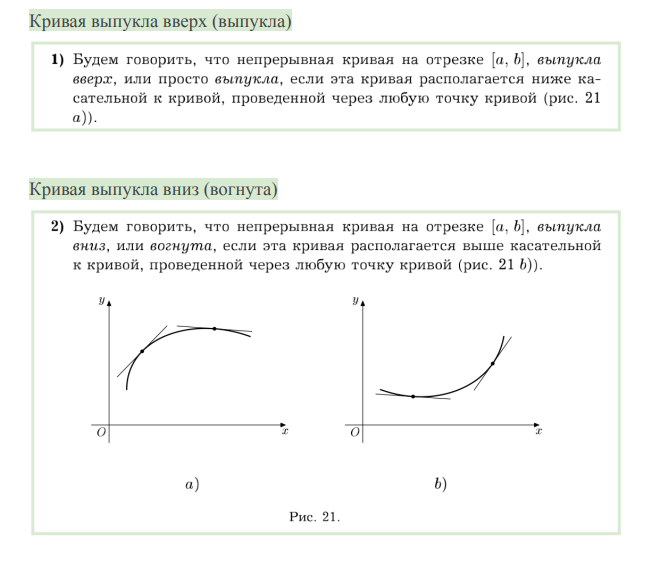 Кривая выпукла вверх (выпукла)
1) Будем говорить, что непрерывная кривая на отрезке [a, b], выпукла
вверх, или просто выпукла, если эта кривая располагается ниже ка-
сательной к кривой, проведенной через любую точку кривой (рис. 21
a)).
Кривая выпукла вниз (вогнута)
2) Будем говорить, что непрерывная кривая на отрезке [a, b], выпукла
вниз, или вогнута, если эта кривая располагается выше касательной
к кривой, проведенной через любую точку кривой (рис. 21 b)).
y
y
O
x
O
x
a)
b)
Рис. 21.